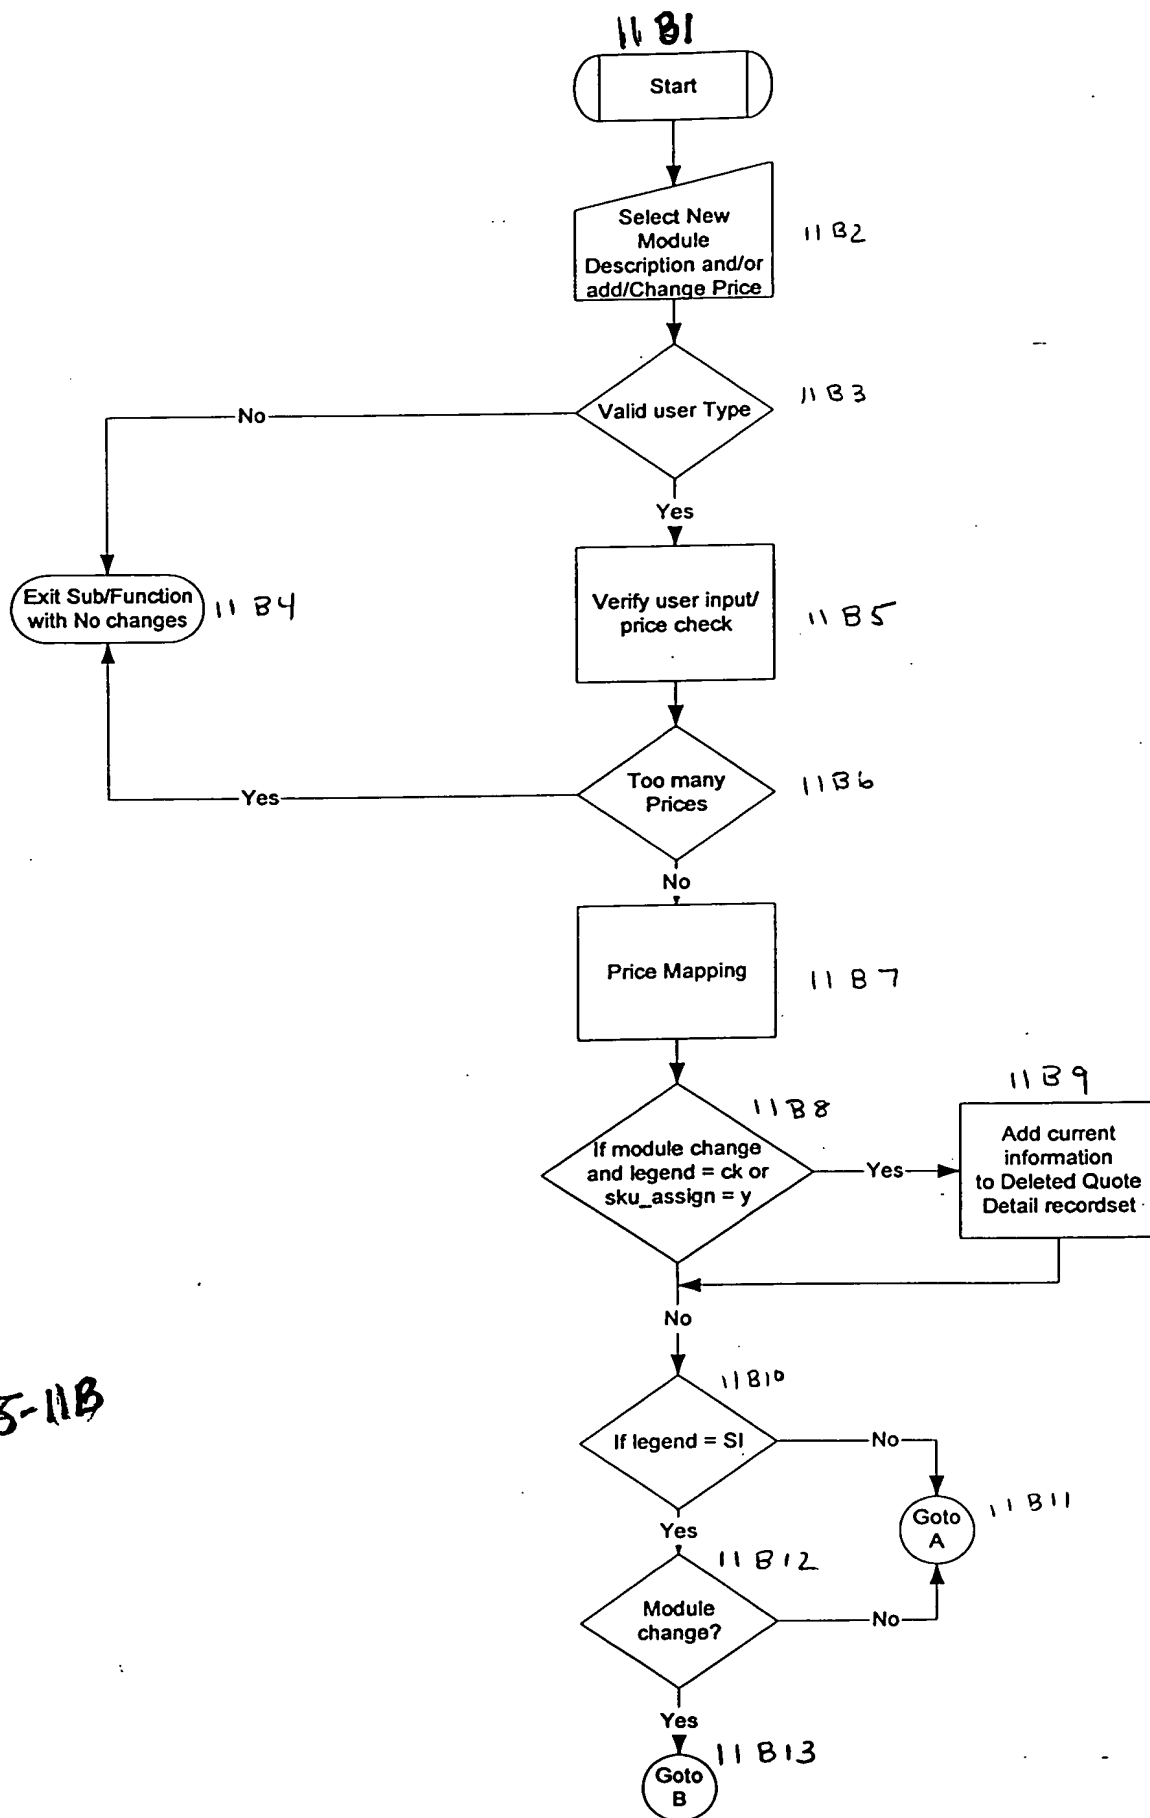 11B1
Start
Select New
Module
Description and/or
add/Change Price
11B2
Valid user Type
11B3
No
Yes
Exit Sub/Function
with No changes
11B4
Verify user input/
price check
11B5
Too many
Prices
11B6
Yes
No
Price Mapping
11B7
11B9
11B8
If module change
and legend = ck or
sku_assign = y
Yes
Add current
information
to Deleted Quote
Detail recordset
No
11B10
5-11B
If legend = SI
No
11B11
Goto
A
Yes
11B12
Module
change?
No
Yes
11B13
Goto
B